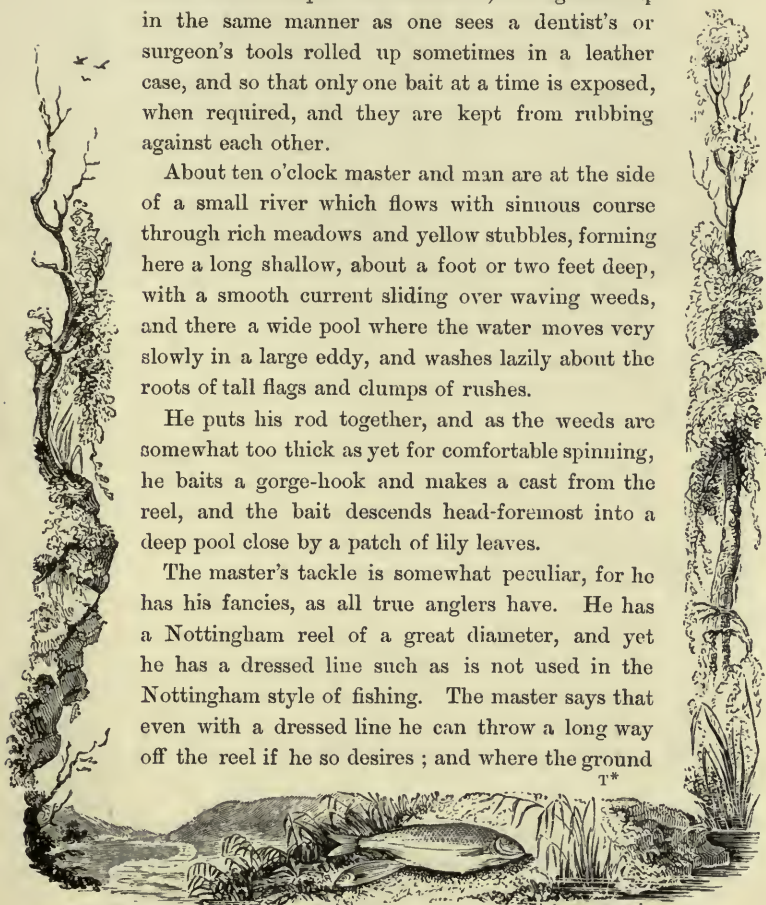 in the same manner as one sees a dentist's or
surgeon's tools rolled up sometimes in a leather
case, and so that only one bait at a time is exposed,
when required, and they are kept from rubbing
against each other.
About ten o'clock master and man are at the side
of a small river which flows with sinuous course
through rich meadows and yellow stubbles, forming
here a long shallow, about a foot or two feet deep,
with a smooth current sliding over waving weeds,
and there a wide pool where the water moves very
slowly in a large eddy, and washes lazily about the
roots of tall flags and clumps of rushes.
He puts his rod together, and as the weeds are
somewhat too thick as yet for comfortable spinning,
he baits a gorge-hook and makes a cast from the
reel, and the bait descends head-foremost into a
deep pool close by a patch of lily leaves.
The master's tackle is somewhat peculiar, for he
has his fancies, as all true anglers have. He has
a Nottingham reel of a great diameter, and yet
he has a dressed line such as is not used in the
Nottingham style of fishing. The master says that
even with a dressed line he can throw a long way
off the reel if he so desires ; and where the ground
T*